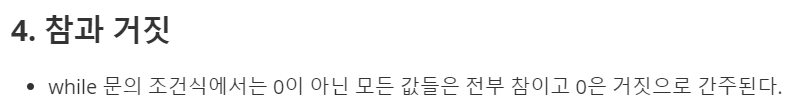 4. 참과 거짓
• while 문의 조건식에서는 0이 아닌 모든 값들은 전부 참이고 0은 거짓으로 간주된다.